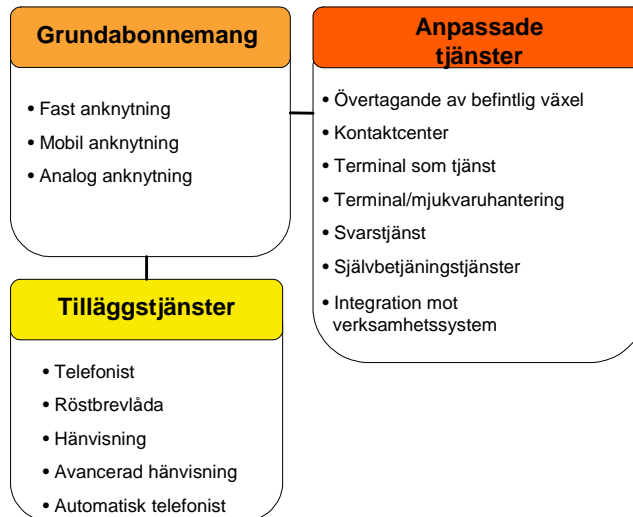 Grundabonnemang
• Fast anknytning
• Mobil anknytning
• Analog anknytning
Anpassade
tjänster
• Övertagande av befintlig växel
• Kontaktcenter
• Terminal som tjänst
• Terminal/mjukvaruhantering
• Svarstjänst
• Självbetjäningstjänster
• Integration mot
verksamhetssystem
Tilläggstjänster
• Telefonist
• Röstbrevlåda
• Hänvisning
• Avancerad hänvisning
• Automatisk telefonist